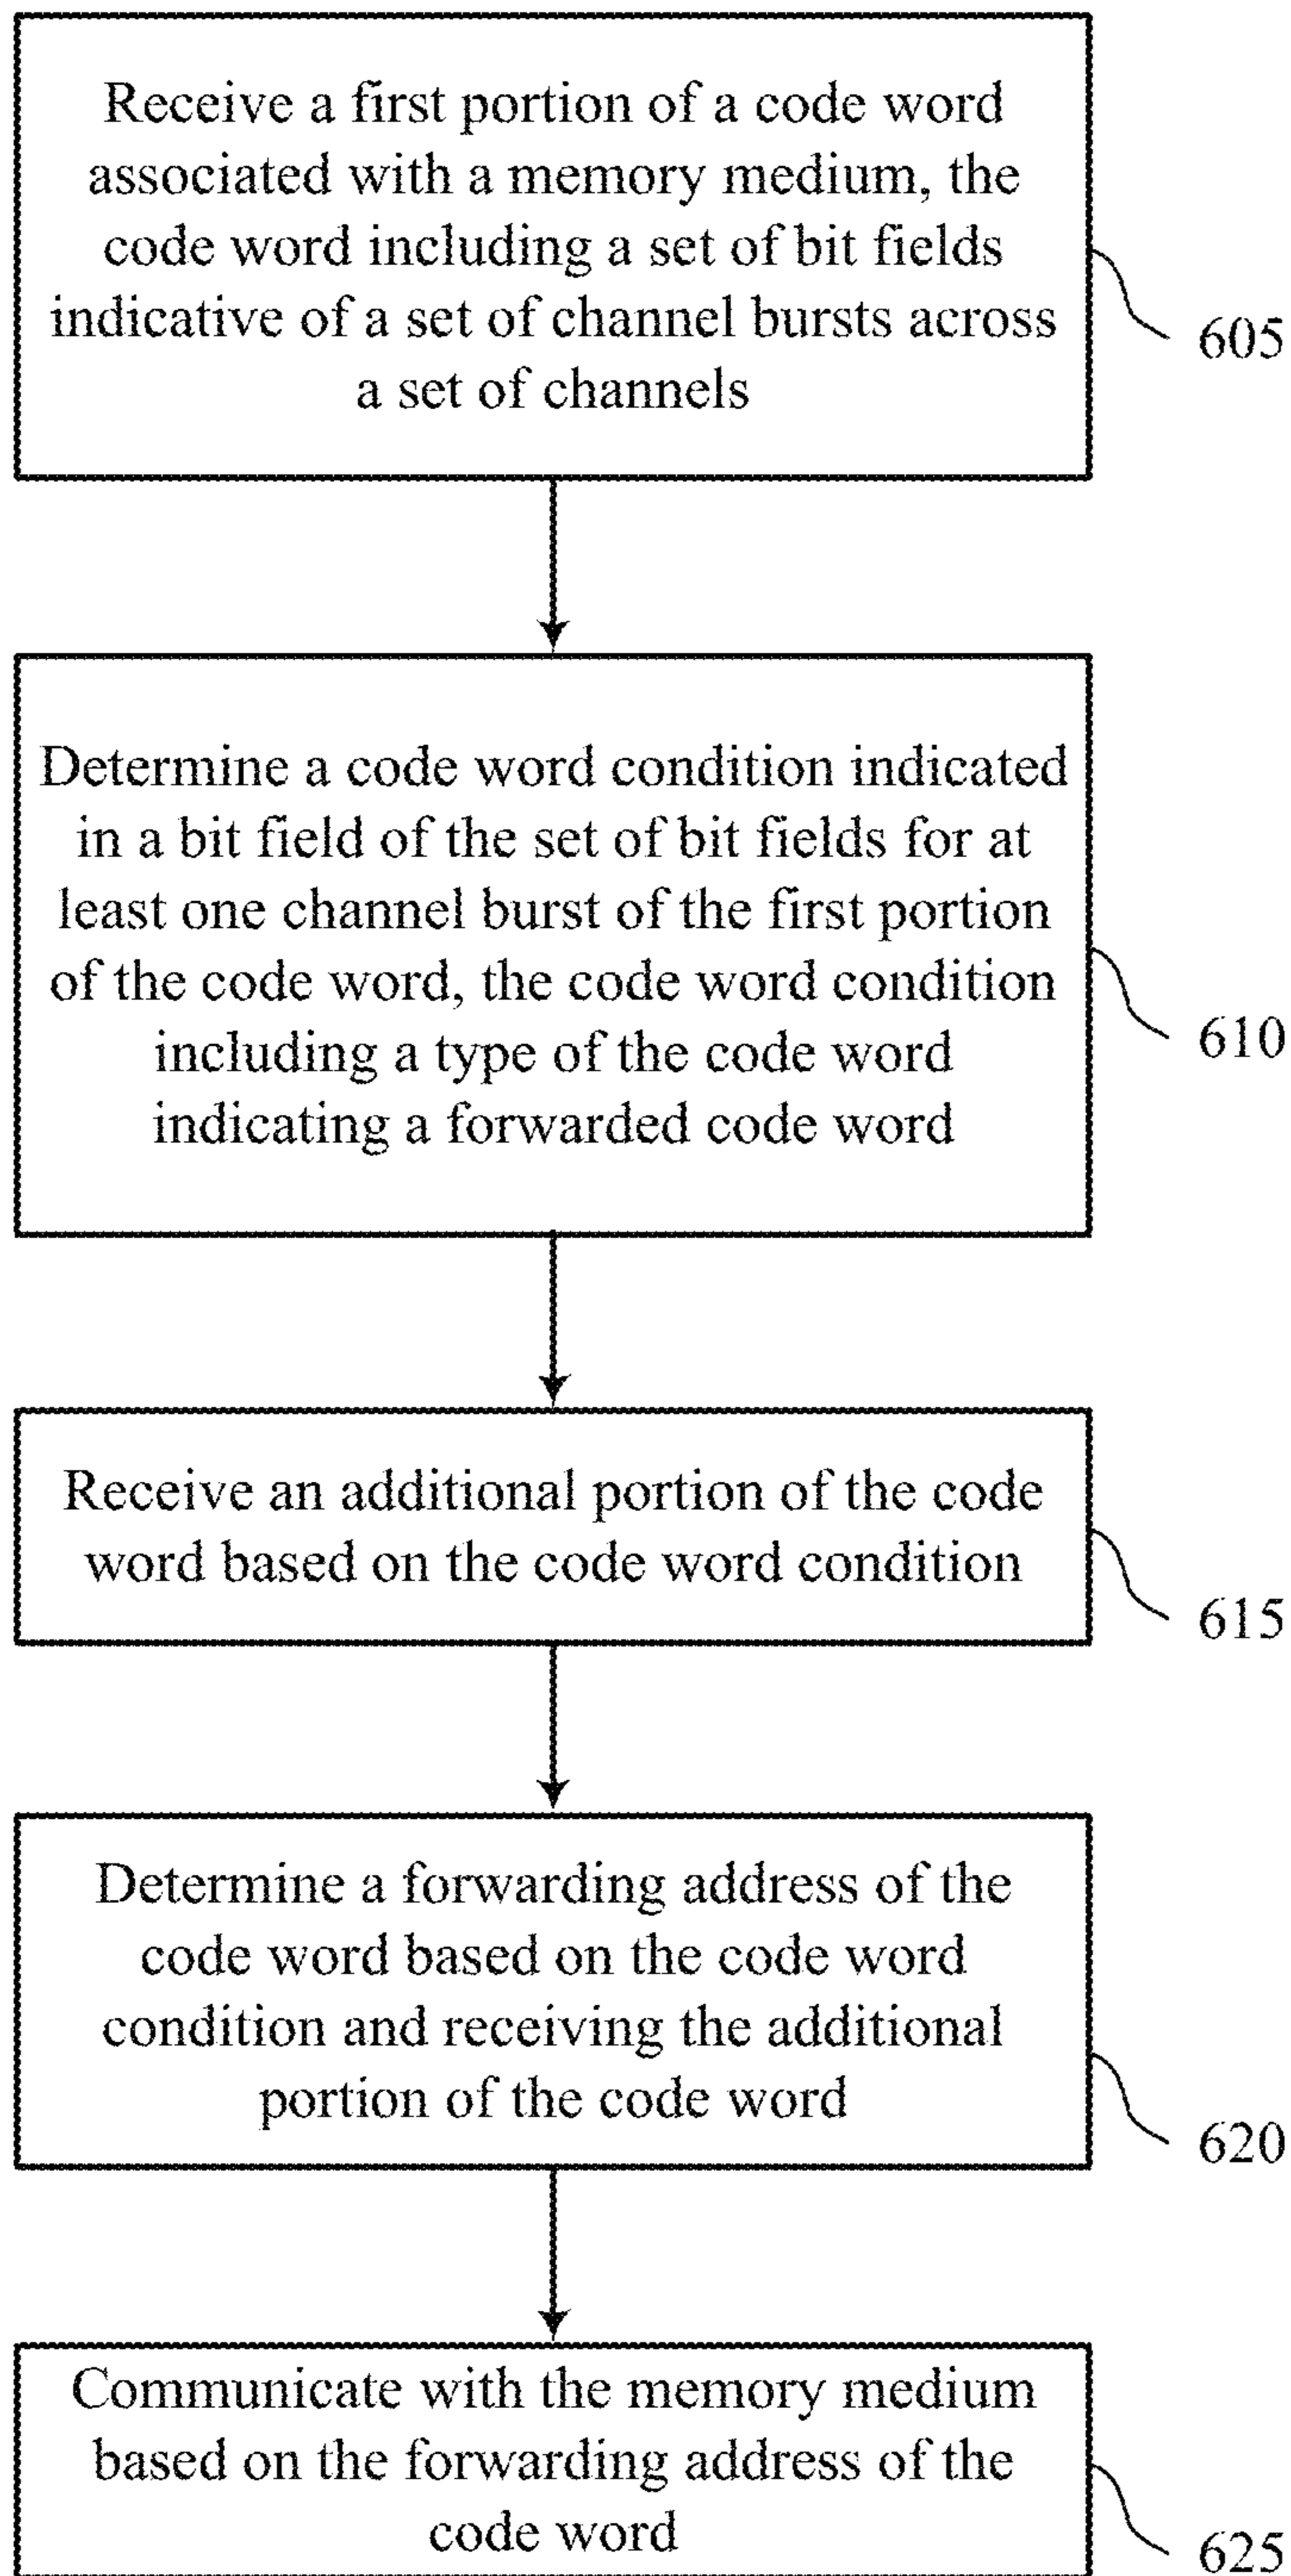 Receive a first portion of a code word
associated with a memory medium, the
code word including a set of bit fields
indicative of a set of channel bursts across
a set of channels
605
Determine a code word condition indicated
in a bit field of the set of bit fields for at
least one channel burst of the first portion
of the code word, the code word condition
including a type of the code word
indicating a forwarded code word
610
Receive an additional portion of the code
word based on the code word condition
615
Determine a forwarding address of the
code word based on the code word
condition and receiving the additional
portion of the code word
620
Communicate with the memory medium
based on the forwarding address of the
code word
625